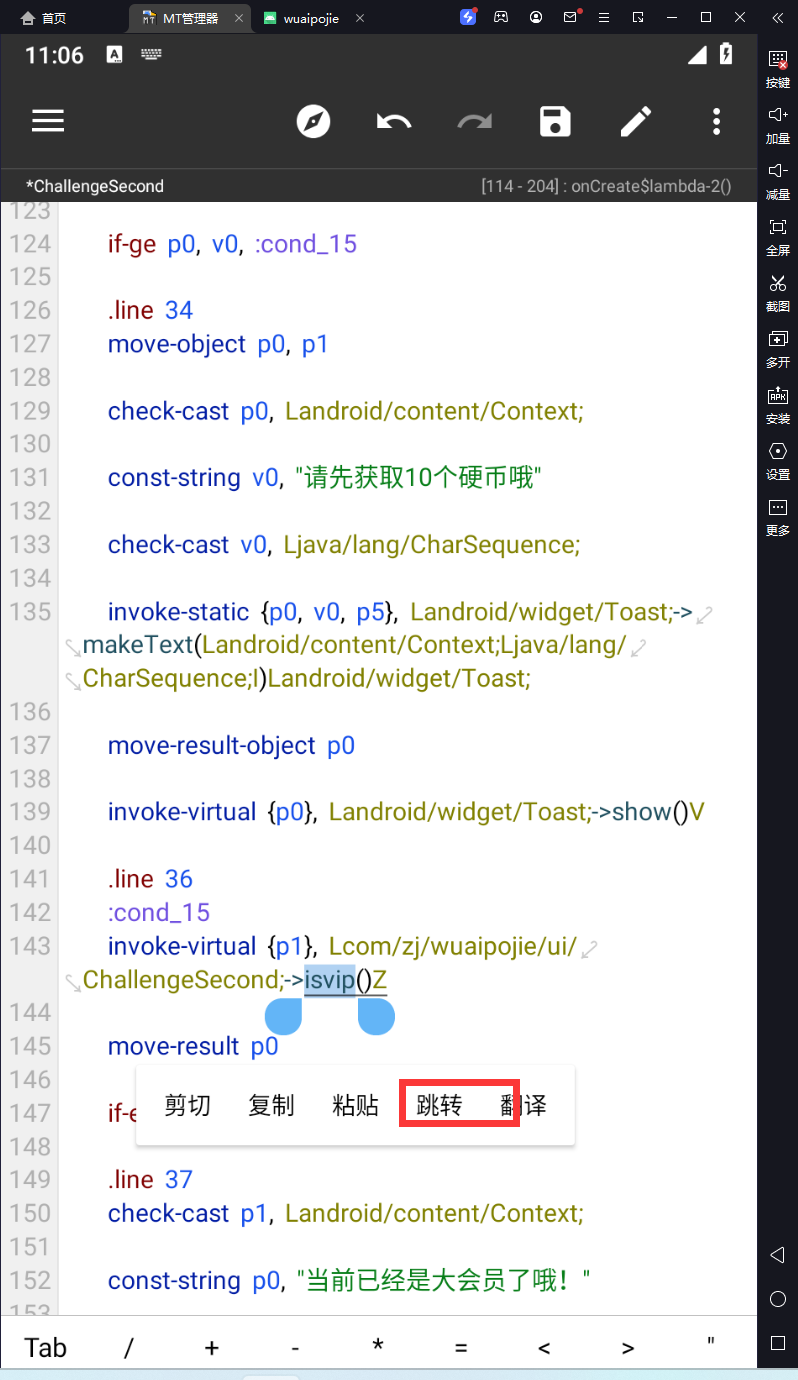 首页
MT管理器
wuaipojie
11:06
A
*ChallengeSecond
[114 - 204] : onCreate$lambda-2()
123
124 if-ge p0, v0, :cond_15
125
126 .line 34
127 move-object p0, p1
128
129 check-cast p0, Landroid/content/Context;
130
131 const-string v0, "请先获取10个硬币哦"
132
133 check-cast v0, Ljava/lang/CharSequence;
134
135 invoke-static {p0, v0, p5}, Landroid/widget/Toast;->
makeText(Landroid/content/Context;Ljava/lang/
CharSequence;I)Landroid/widget/Toast;
136
137 move-result-object p0
138
139 invoke-virtual {p0}, Landroid/widget/Toast;->show()V
140
141 .line 36
142 :cond_15
143 invoke-virtual {p1}, Lcom/zj/wuaipojie/ui/
ChallengeSecond;->isvip()Z
144
145 move-result p0
146
剪切 复制 粘贴 跳转 翻译
147 if-e
148
149 .line 37
150 check-cast p1, Landroid/content/Context;
151
152 const-string p0, "当前已经是大会员了哦！"
153
Tab / + - * = < > "
按键
加量
减量
全屏
截图
多开
APK
安装
设置
更多